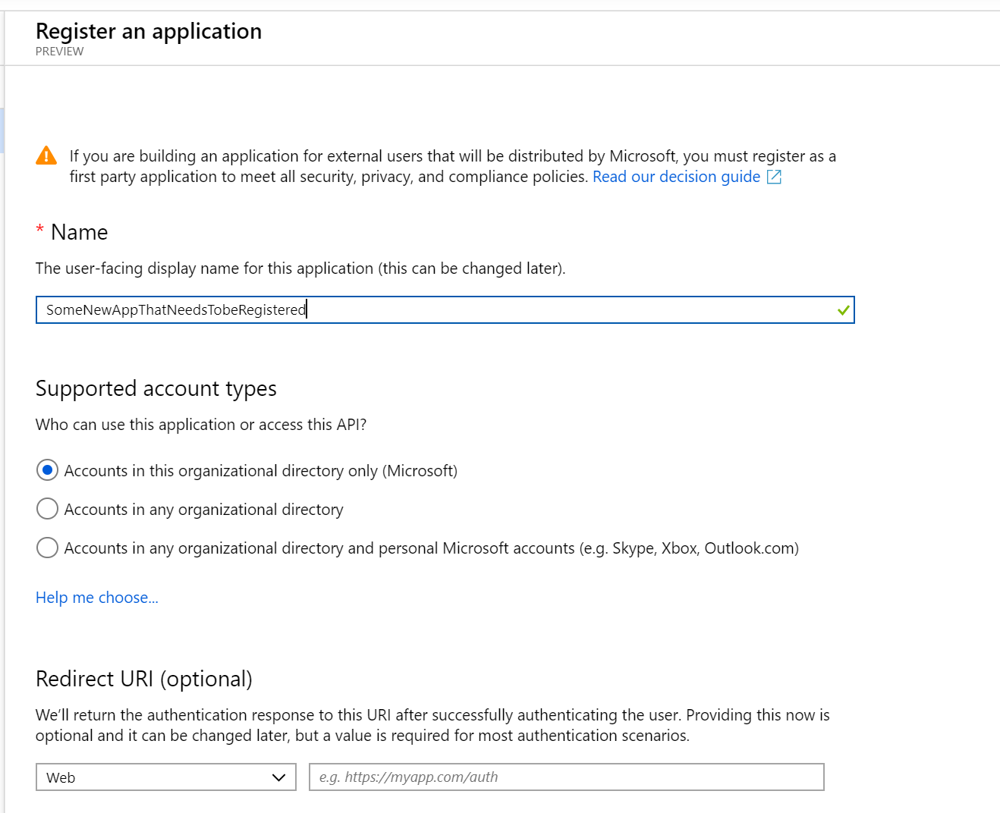 Register an application
PREVIEW
If you are building an application for external users that will be distributed by Microsoft, you must register as a
first party application to meet all security, privacy, and compliance policies. Read our decision guide
* Name
The user-facing display name for this application (this can be changed later).
SomeNewAppThatNeedsTobeRegistered
Supported account types
Who can use this application or access this API?
Accounts in this organizational directory only (Microsoft)
Accounts in any organizational directory
Accounts in any organizational directory and personal Microsoft accounts (e.g. Skype, Xbox, Outlook.com)
Help me choose...
Redirect URI (optional)
We’ll return the authentication response to this URI after successfully authenticating the user. Providing this now is
optional and it can be changed later, but a value is required for most authentication scenarios.
Web e.g. https://myapp.com/auth